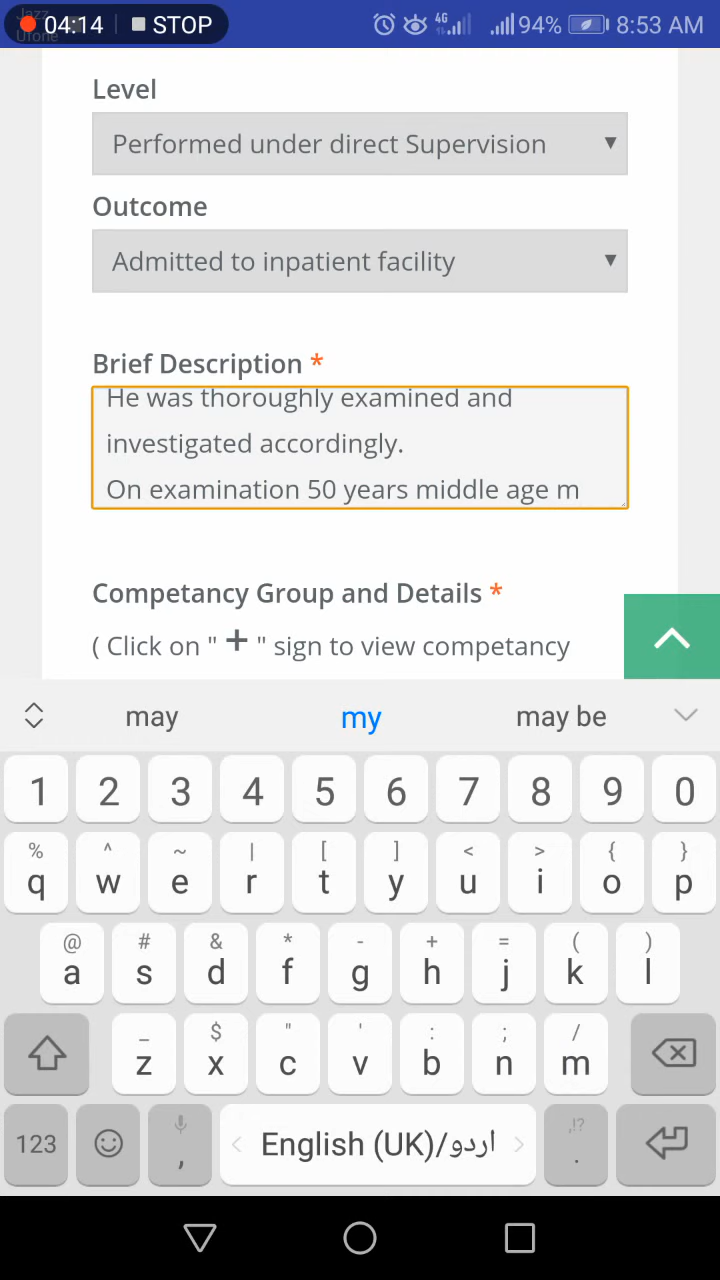 Jazz
Ufone
04:14 STOP 4G 94% 8:53 AM
Level
Performed under direct Supervision
Outcome
Admitted to inpatient facility
Brief Description *
He was thoroughly examined and
investigated accordingly.
On examination 50 years middle age m
Competancy Group and Details *
( Click on " + " sign to view competancy
may my may be
1 2 3 4 5 6 7 8 9 0
% ^ ~ | [ ] < > { }
q w e r t y u i o p
@ # & * - + = ( )
a s d f g h j k l
_ $ " ' : ; /
z x c v b n m
123 , English (UK)/اردو ,!? .